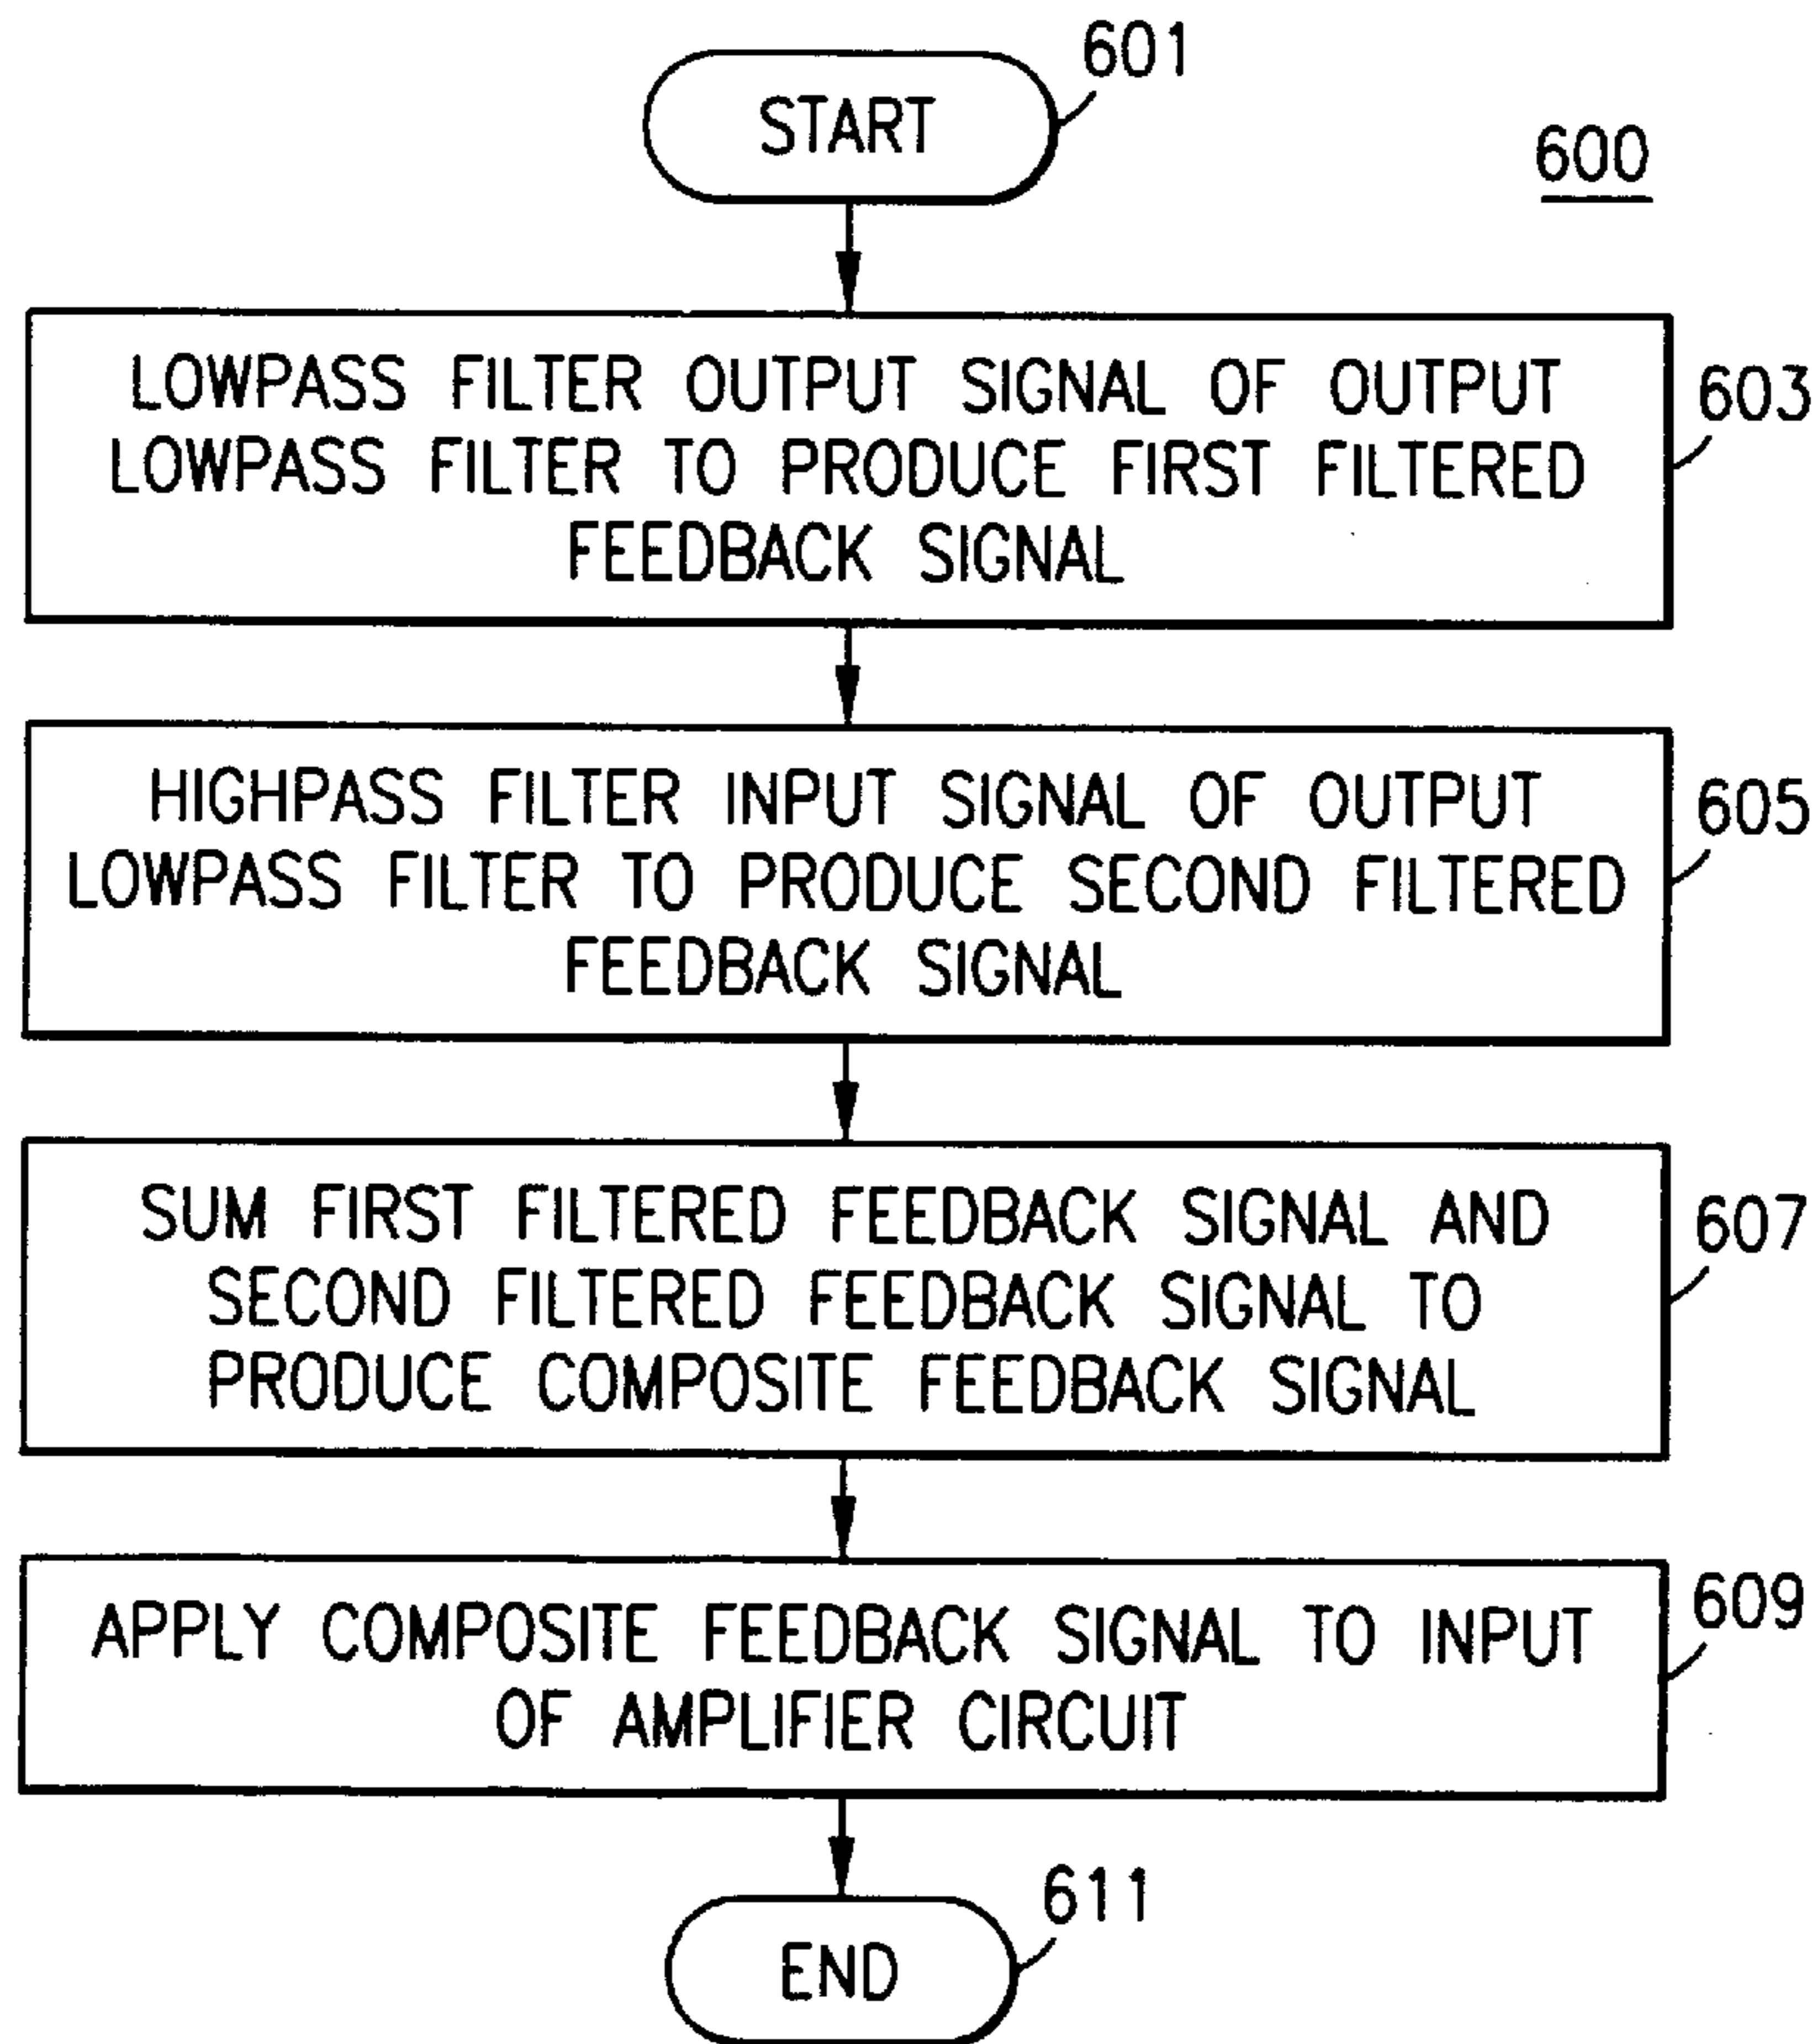 601
START
600
LOWPASS FILTER OUTPUT SIGNAL OF OUTPUT
LOWPASS FILTER TO PRODUCE FIRST FILTERED
FEEDBACK SIGNAL
603
HIGHPASS FILTER INPUT SIGNAL OF OUTPUT
LOWPASS FILTER TO PRODUCE SECOND FILTERED
FEEDBACK SIGNAL
605
SUM FIRST FILTERED FEEDBACK SIGNAL AND
SECOND FILTERED FEEDBACK SIGNAL TO
PRODUCE COMPOSITE FEEDBACK SIGNAL
607
APPLY COMPOSITE FEEDBACK SIGNAL TO INPUT
OF AMPLIFIER CIRCUIT
609
611
END